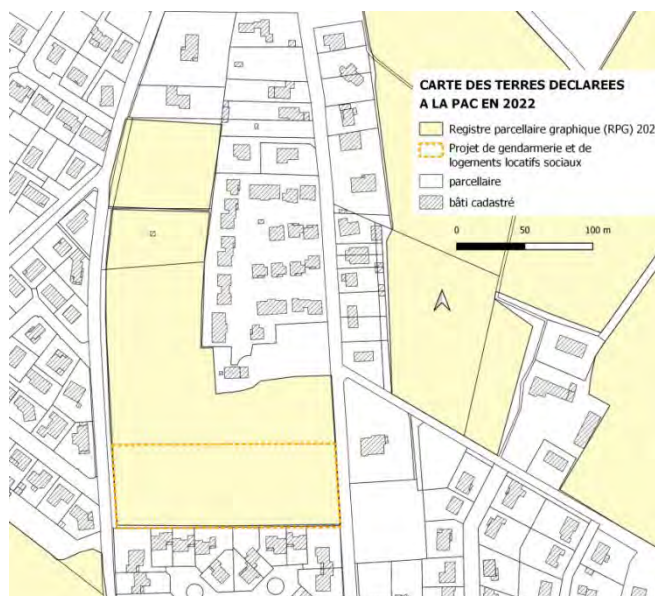 CARTE DES TERRES DECLAREES
A LA PAC EN 2022
Registre parcellaire graphique (RPG) 202
Projet de gendarmerie et de
logements locatifs sociaux
parcellaire
bâti cadastré
0 50 100 m